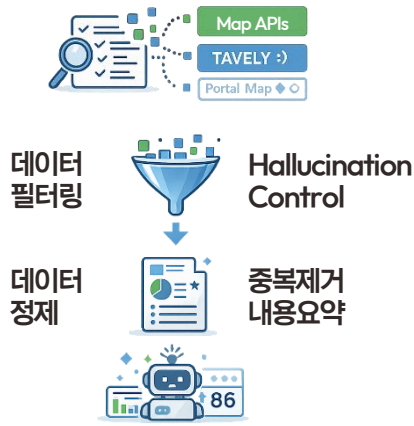 Map APIs
TAVELY :)
Portal Map
데이터
필터링
Hallucination
Control
데이터
정제
중복제거
내용요약
86